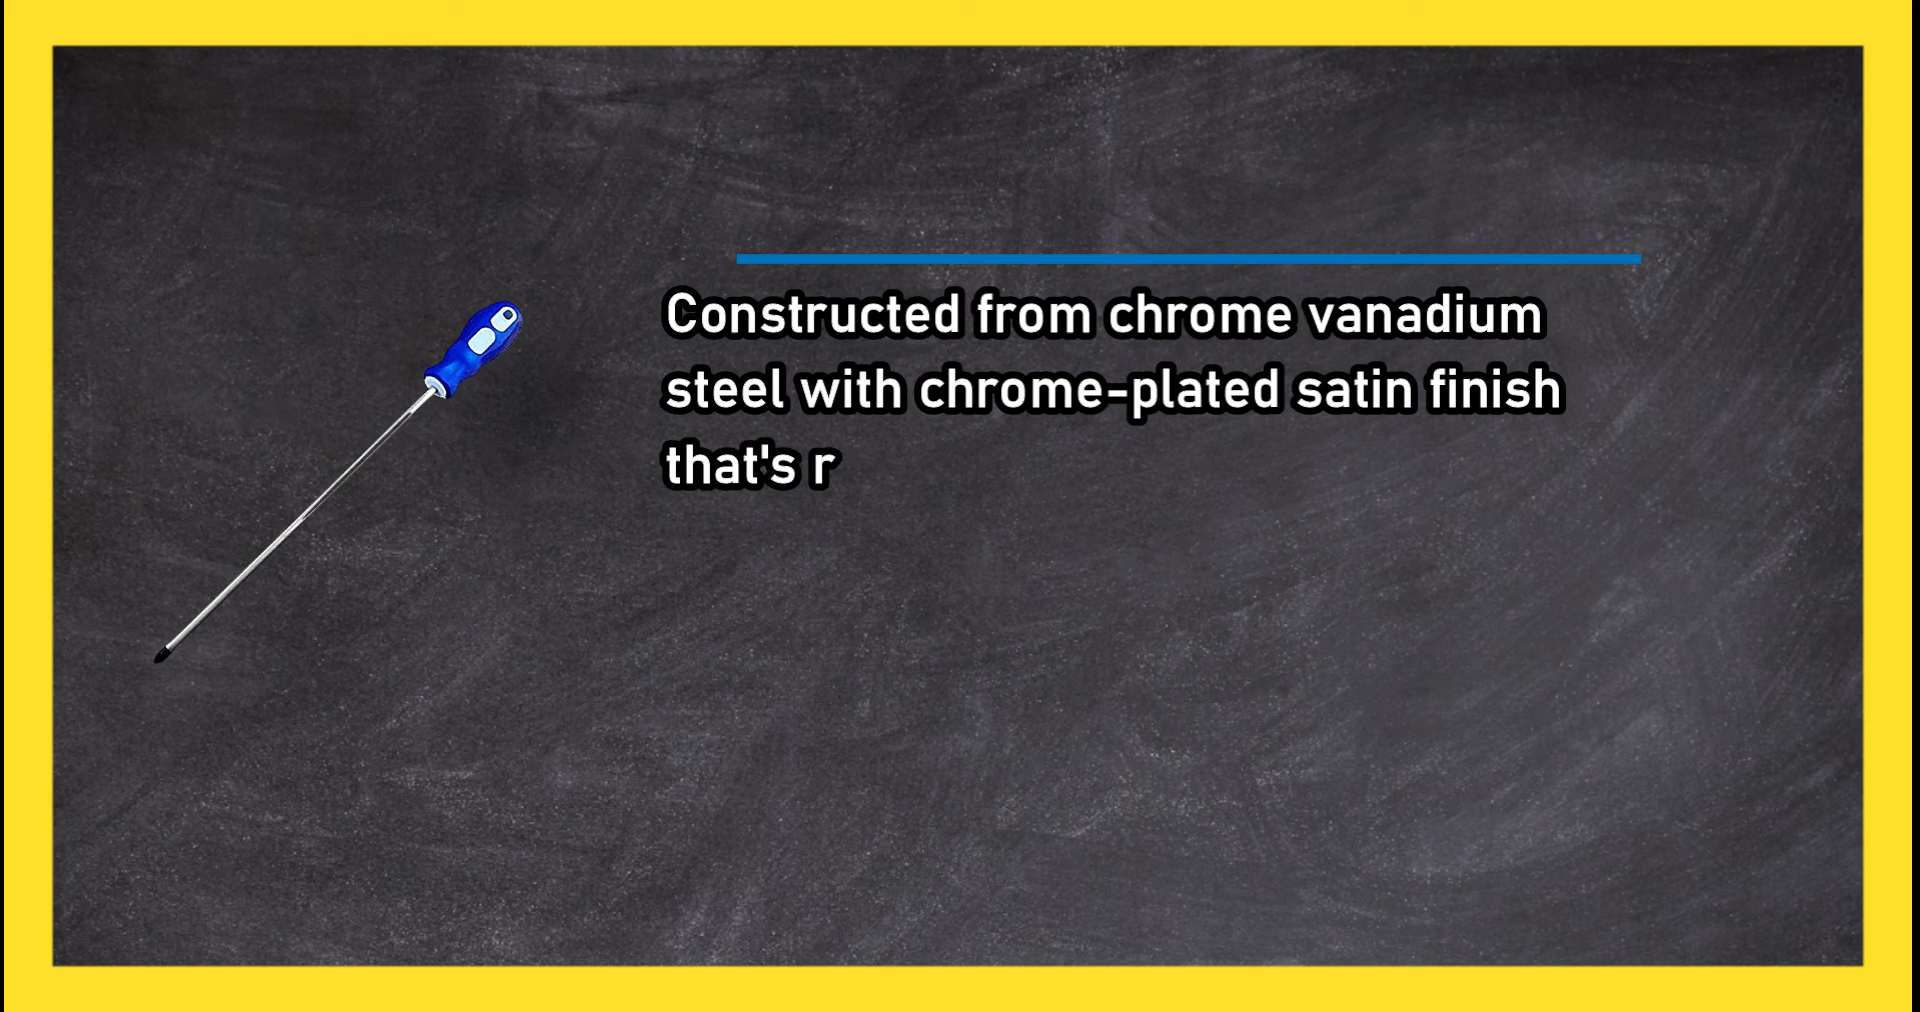 Constructed from chrome vanadium
steel with chrome-plated satin finish
that's r